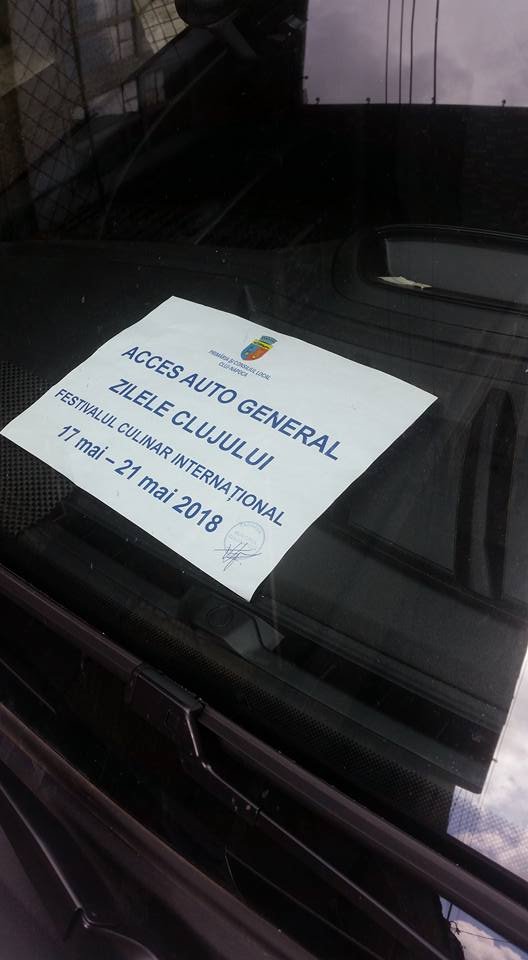 PRIMĂRIA ȘI CONSILIUL LOCAL
CLUJ-NAPOCA
ACCES AUTO GENERAL
ZILELE CLUJULUI
FESTIVALUL CULINAR INTERNAȚIONAL
17 mai – 21 mai 2018